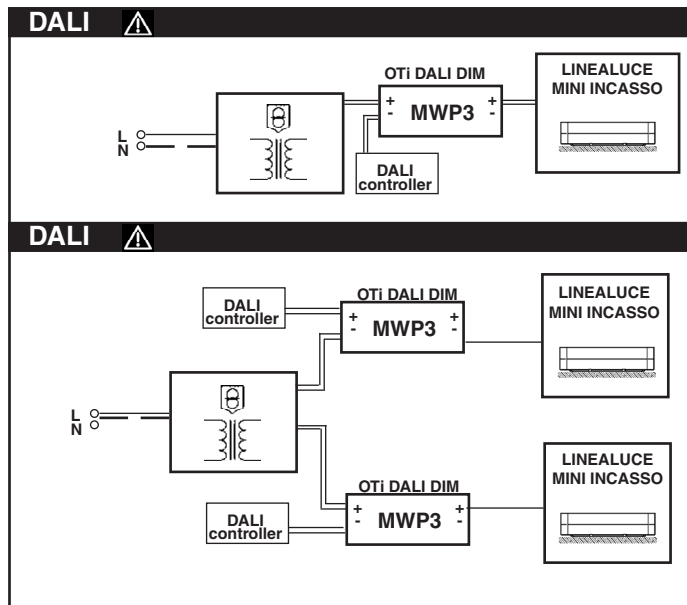 DALI
OTi DALI DIM
LINEALUCE
MINI INCASSO
+ +
MWP3
- -
L
N
DALI
controller
DALI
OTi DALI DIM
LINEALUCE
MINI INCASSO
DALI
controller
+ +
MWP3
- -
L
N
LINEALUCE
MINI INCASSO
OTi DALI DIM
DALI
controller
+ +
MWP3
- -